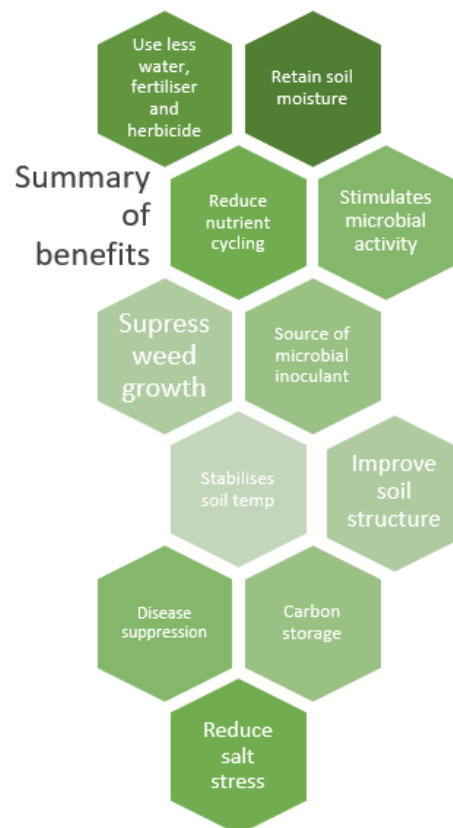 Use less
water,
fertiliser
and
herbicide
Retain soil
moisture
Summary
of
benefits
Reduce
nutrient
cycling
Stimulates
microbial
activity
Supress
weed
growth
Source of
microbial
inoculant
Stabilises
soil temp
Improve
soil
structure
Disease
suppression
Carbon
storage
Reduce
salt
stress